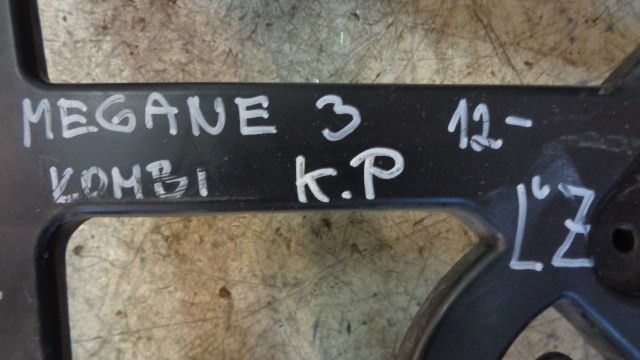 MEGANE 3 12-
KOMBI K.P
L'Z